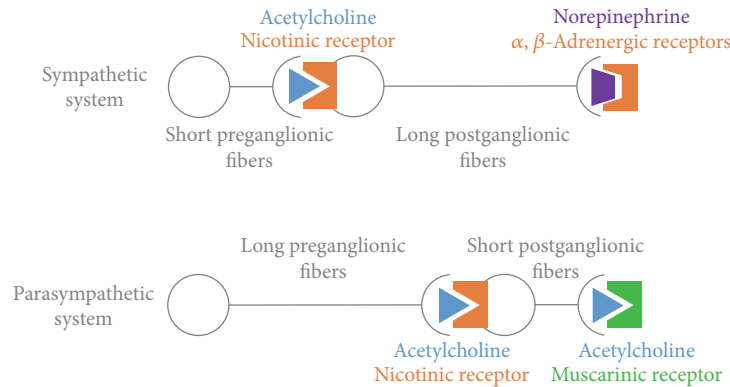 Acetylcholine
Nicotinic receptor
Norepinephrine
α, β-Adrenergic receptors
Sympathetic
system
Short preganglionic
fibers
Long postganglionic
fibers
Long preganglionic
fibers
Short postganglionic
fibers
Parasympathetic
system
Acetylcholine
Nicotinic receptor
Acetylcholine
Muscarinic receptor